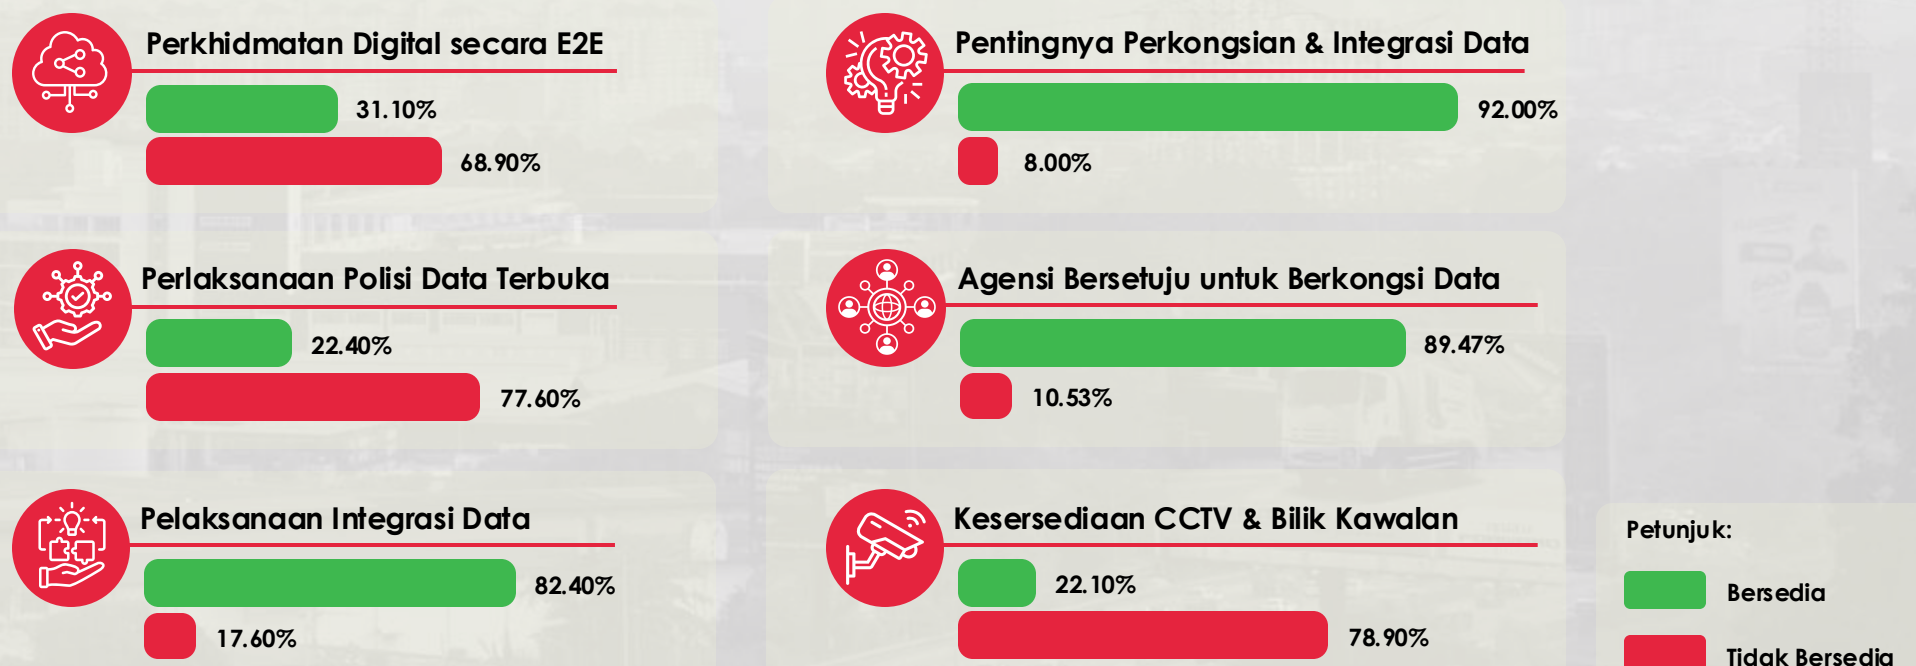 Perkhidmatan Digital secara E2E
31.10%
68.90%
Pentingnya Perkongsian & Integrasi Data
92.00%
8.00%
Perlaksanaan Polisi Data Terbuka
22.40%
77.60%
Agensi Bersetuju untuk Berkongsi Data
89.47%
10.53%
Pelaksanaan Integrasi Data
82.40%
17.60%
Kesersediaan CCTV & Bilik Kawalan
22.10%
78.90%
Petunjuk:
Bersedia
Tidak Bersedia